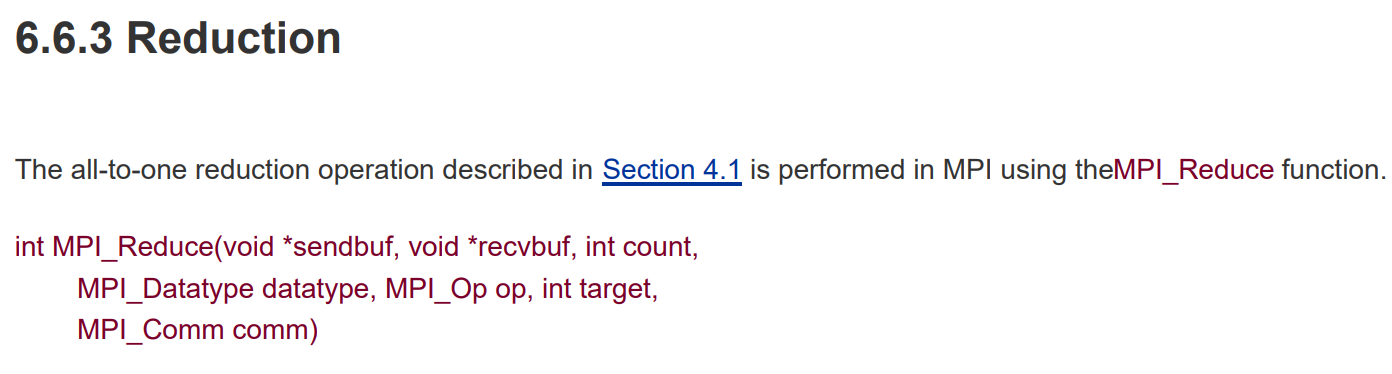 6.6.3 Reduction
The all-to-one reduction operation described in Section 4.1 is performed in MPI using theMPI_Reduce function.
int MPI_Reduce(void *sendbuf, void *recvbuf, int count,
MPI_Datatype datatype, MPI_Op op, int target,
MPI_Comm comm)